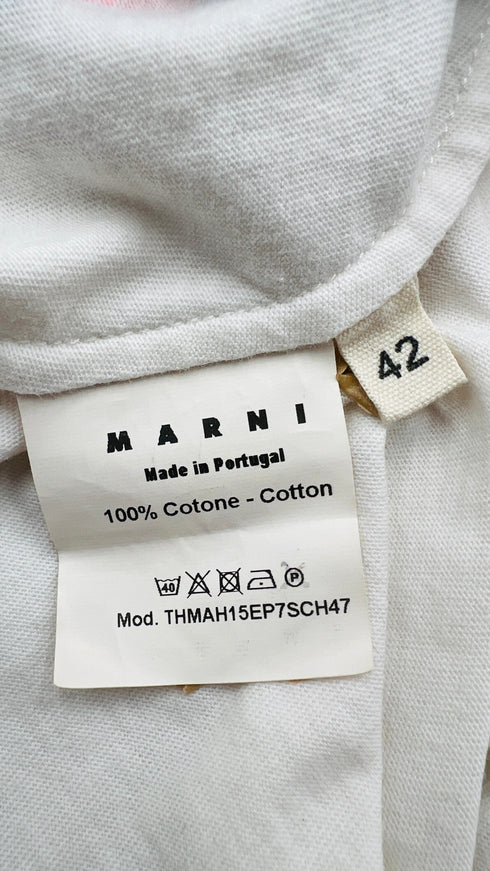 42
MARNI
Made in Portugal
100% Cotone - Cotton
40 P
Mod. THMAH15EP7SCH47